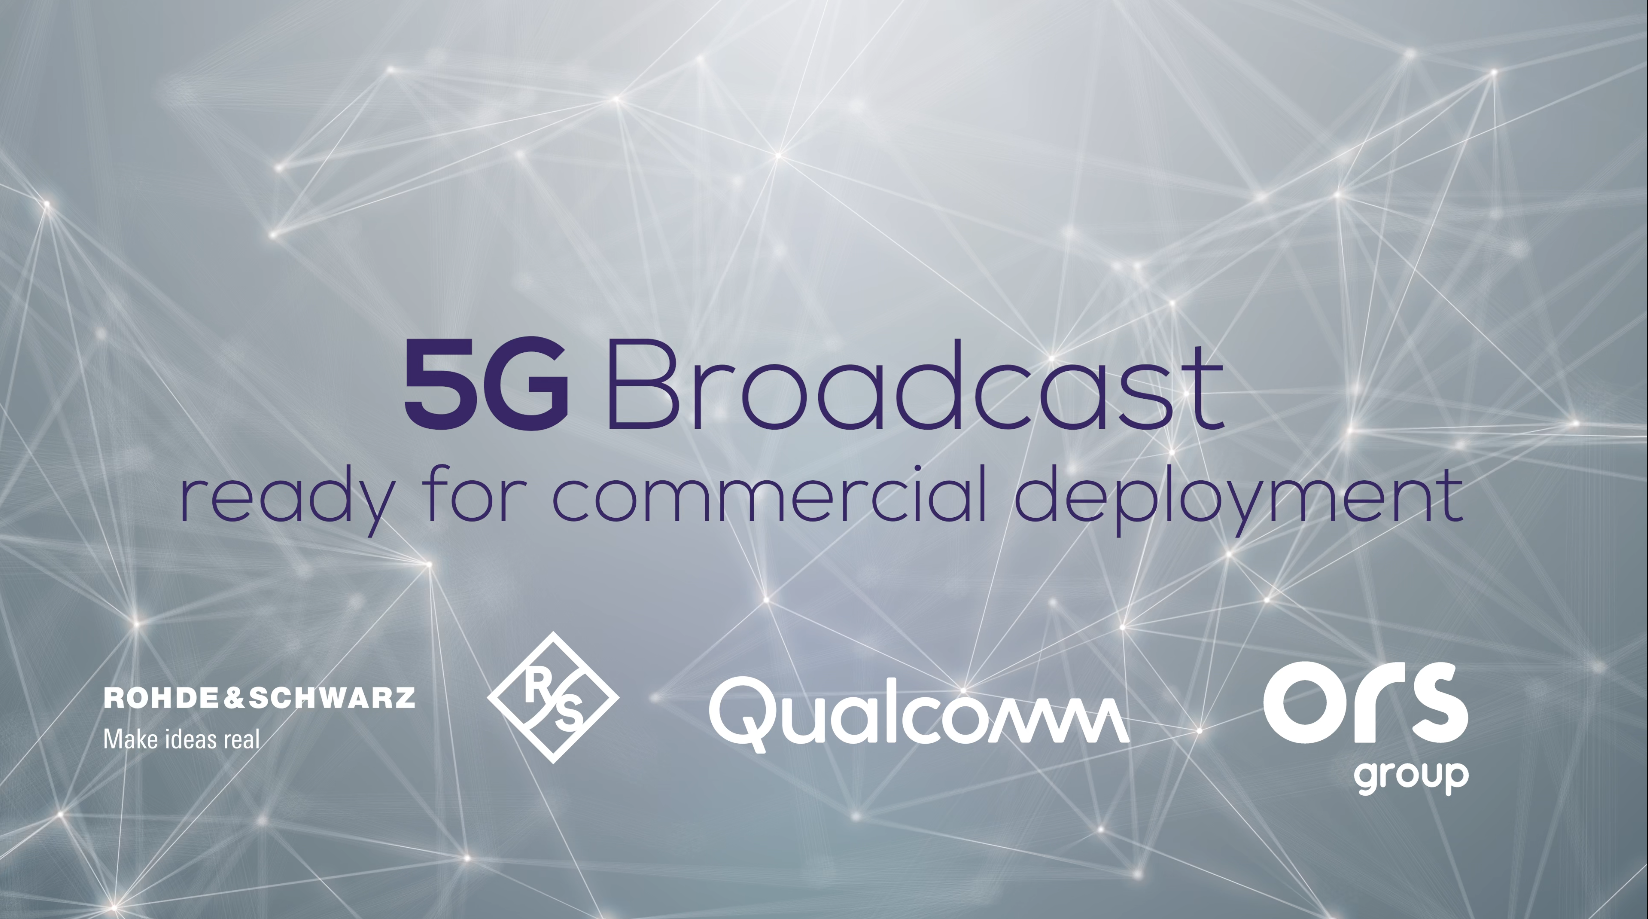 5G Broadcast
ready for commercial deployment
ROHDE&SCHWARZ
Make ideas real
R S
Qualcomm
ors
group